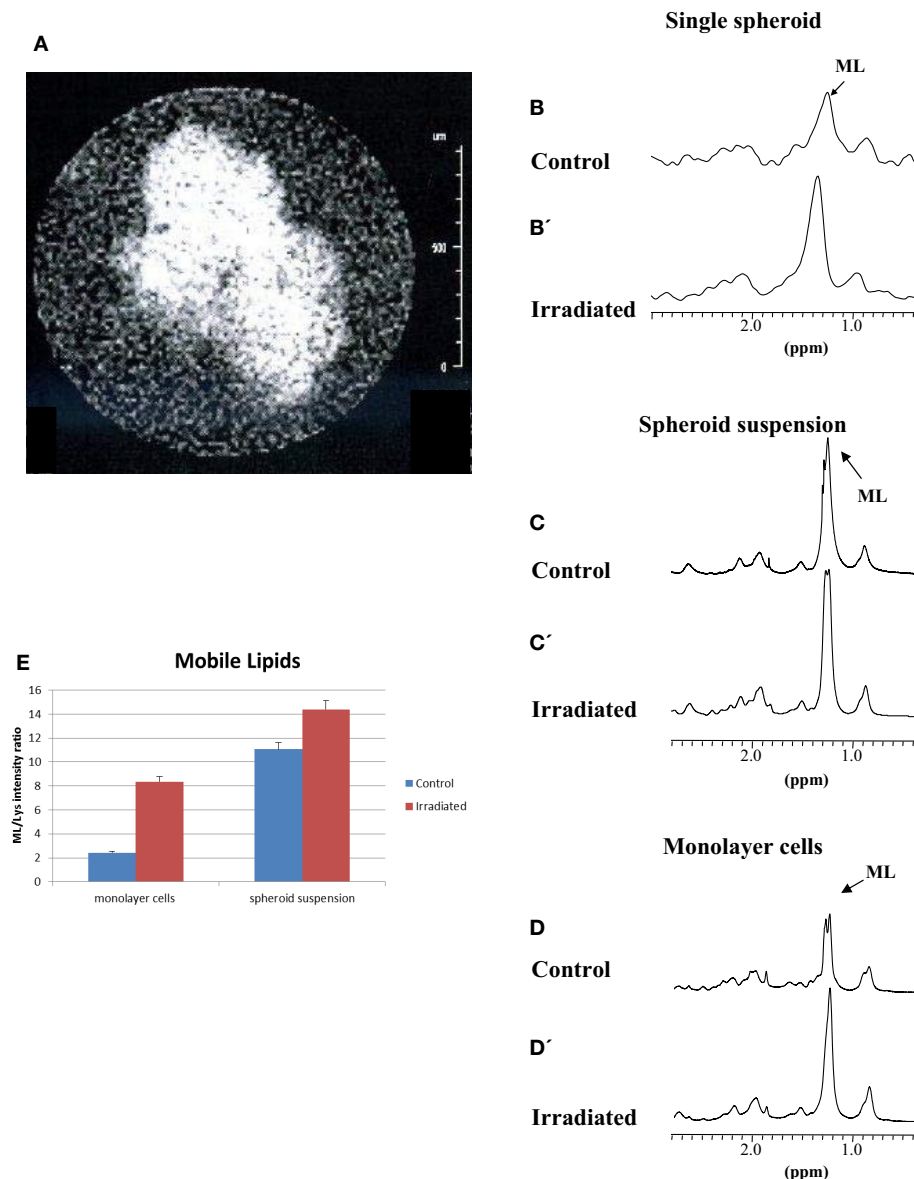 A
μm
500
0
Single spheroid
ML
B
Control
B´
Irradiated
2.0 1.0
(ppm)
Spheroid suspension
ML
C
Control
C´
Irradiated
2.0 1.0
(ppm)
E
Mobile Lipids
ML/Lys intensity ratio
16
14
12
10
8
6
4
2
0
monolayer cells spheroid suspension
Control
Irradiated
Monolayer cells
ML
D
Control
D´
Irradiated
2.0 1.0
(ppm)